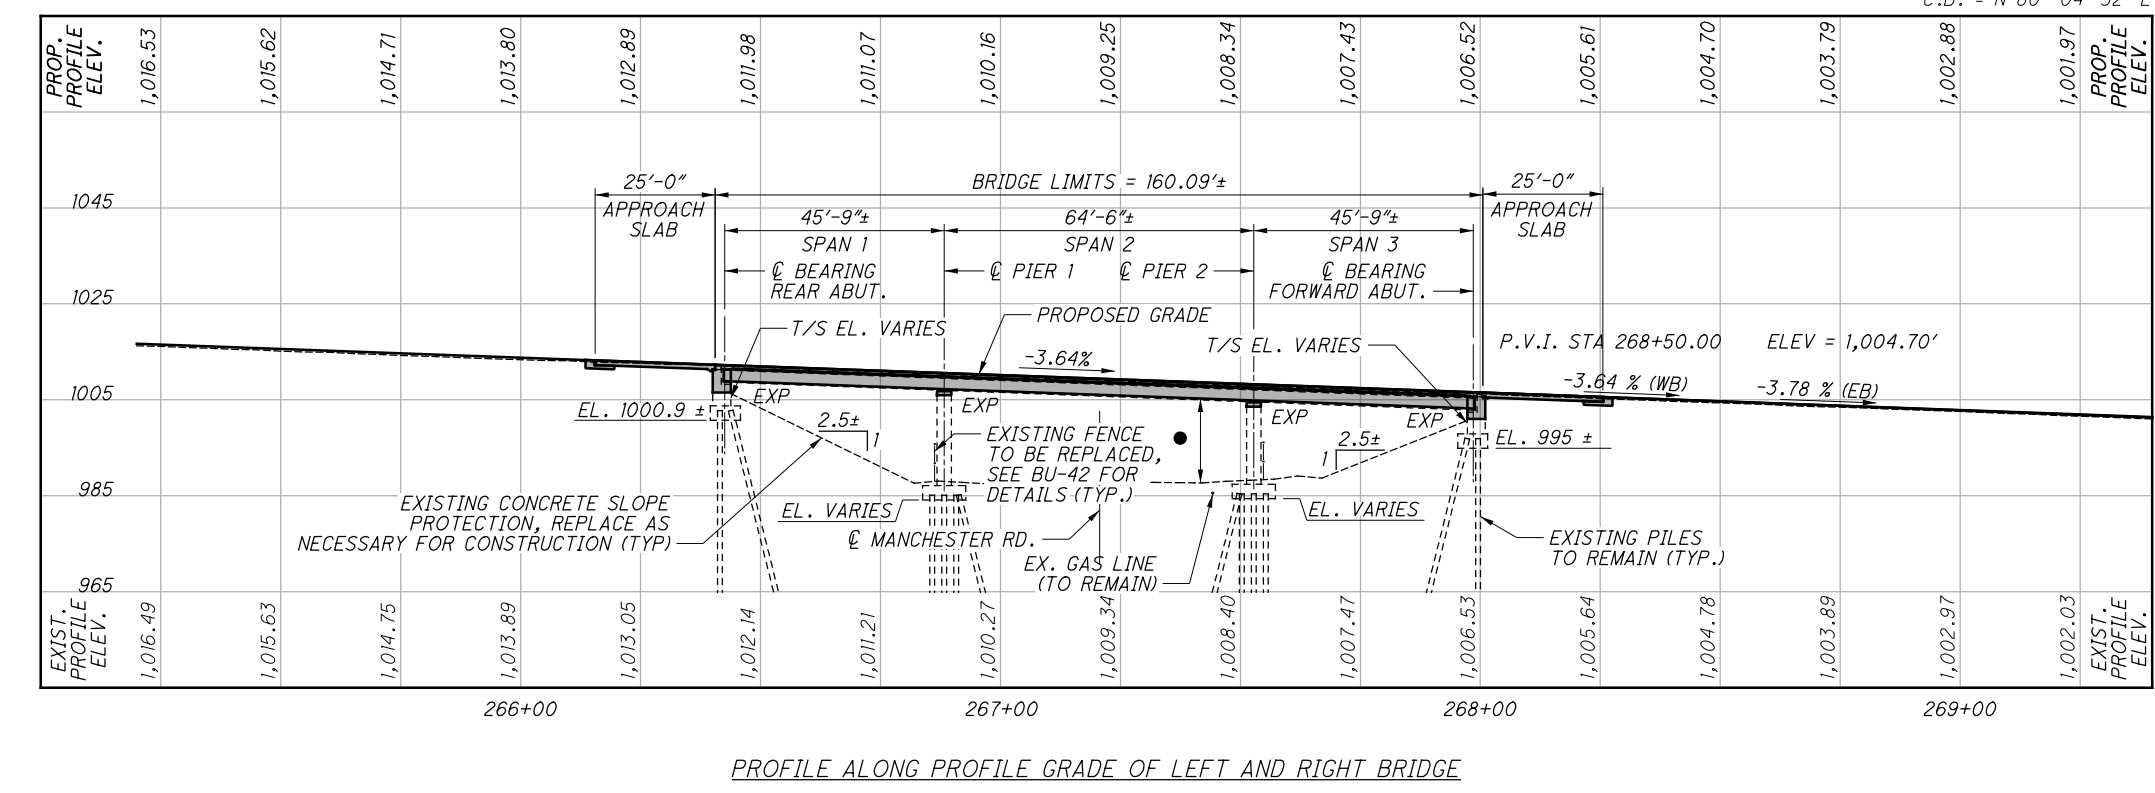 PROP.
PROFILE
ELEV.
1,016.53
1,015.62
1,014.71
1,013.80
1,012.89
1,011.98
1,011.07
1,010.16
1,009.25
1,008.34
1,007.43
1,006.52
1,005.61
1,004.70
1,003.79
1,002.88
1,001.97
PROP.
PROFILE
ELEV.
25'-0"
APPROACH
SLAB
BRIDGE LIMITS = 160.09'±
25'-0"
APPROACH
SLAB
45'-9"±
SPAN 1
64'-6"±
SPAN 2
45'-9"±
SPAN 3
℄ BEARING
REAR ABUT.
℄ PIER 1
℄ PIER 2
℄ BEARING
FORWARD ABUT.
1045
1025
1005
985
965
T/S EL. VARIES
PROPOSED GRADE
-3.64%
T/S EL. VARIES
P.V.I. STA 268+50.00
ELEV = 1,004.70'
-3.64 % (WB)
-3.78 % (EB)
EL. 1000.9 ±
EXP
EXP
EXP
EXP
EL. 995 ±
2.5±
1
2.5±
1
EXISTING FENCE
TO BE REPLACED,
SEE BU-42 FOR
DETAILS (TYP.)
EXISTING CONCRETE SLOPE
PROTECTION, REPLACE AS
NECESSARY FOR CONSTRUCTION (TYP)
EL. VARIES
EL. VARIES
℄ MANCHESTER RD.
EX. GAS LINE
(TO REMAIN)
EXISTING PILES
TO REMAIN (TYP.)
EXIST.
PROFILE
ELEV.
1,016.49
1,015.63
1,014.75
1,013.89
1,013.05
1,012.14
1,011.21
1,010.27
1,009.34
1,008.40
1,007.47
1,006.53
1,005.64
1,004.78
1,003.89
1,002.97
1,002.03
EXIST.
PROFILE
ELEV.
266+00
267+00
268+00
269+00
PROFILE ALONG PROFILE GRADE OF LEFT AND RIGHT BRIDGE